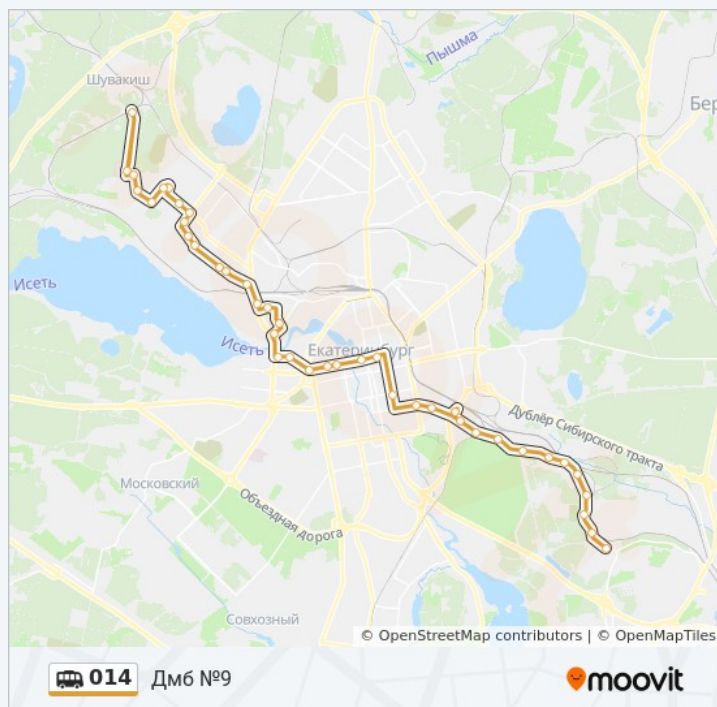 Шувакиш
Пышма
Бер
Исеть
Исеть
Екатеринбург
Дублёр Сибирского тракта
Московский
Объездная дорога
Совхозный
© OpenStreetMap contributors | © OpenMapTiles
014 Дмб №9 moovit